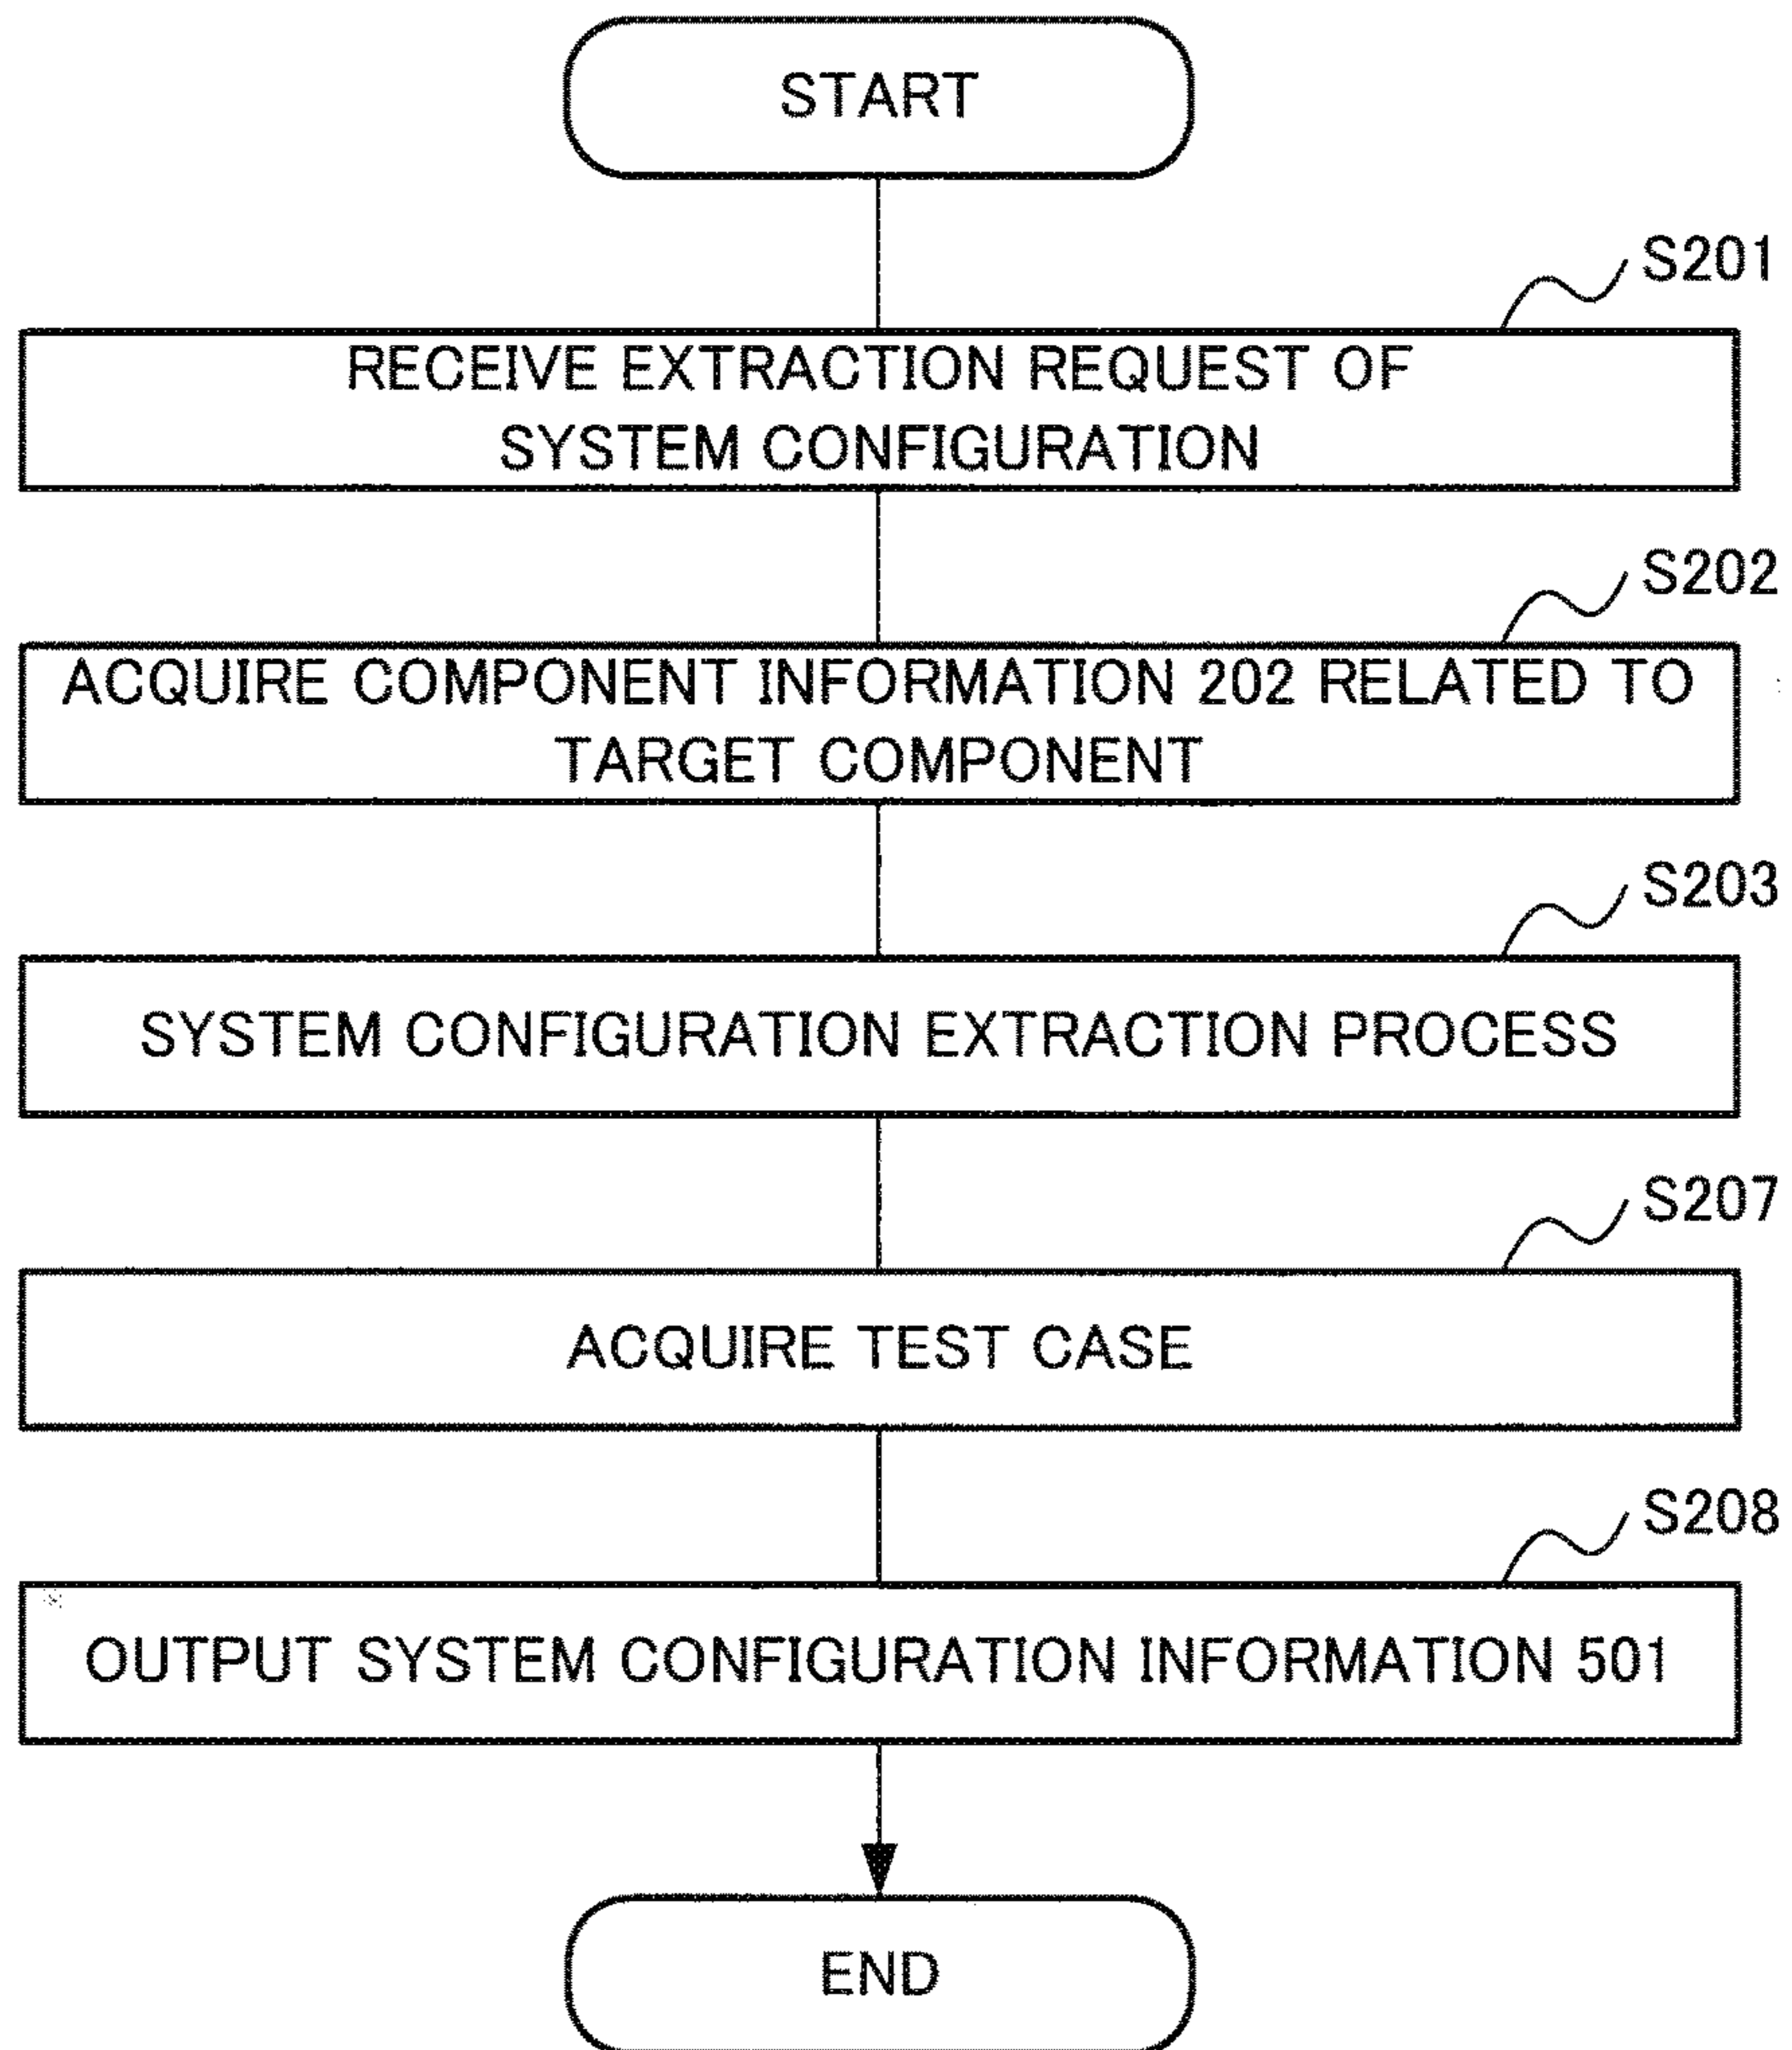 START
S201
RECEIVE EXTRACTION REQUEST OF
SYSTEM CONFIGURATION
S202
ACQUIRE COMPONENT INFORMATION 202 RELATED TO
TARGET COMPONENT
S203
SYSTEM CONFIGURATION EXTRACTION PROCESS
S207
ACQUIRE TEST CASE
S208
OUTPUT SYSTEM CONFIGURATION INFORMATION 501
END